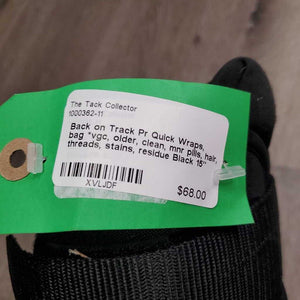 The Tack Collector
1000362-11
Back on Track Pr Quick Wraps,
bag *vgc, older, clean, mnr pills, hair,
threads, stains, residue Black 15"
XVLJDF
$68.00